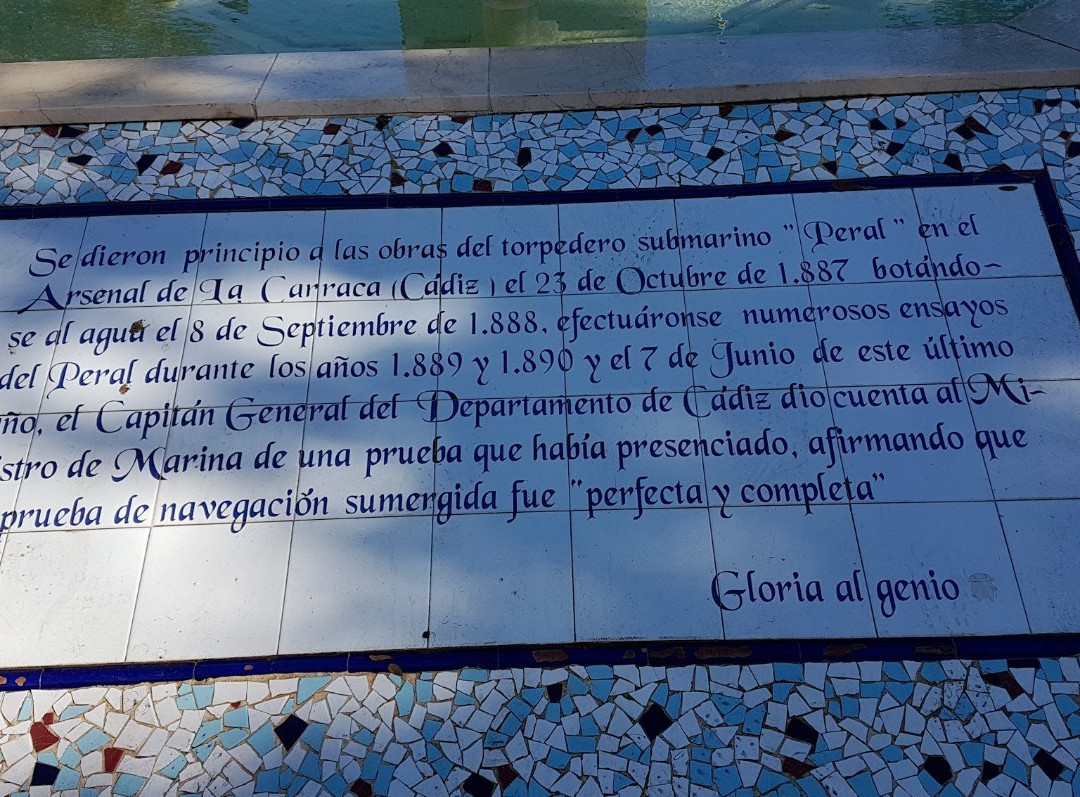 Se dieron principio a las obras del torpedero submarino "Peral" en el
Arsenal de La Carraca (Cádiz) el 23 de Octubre de 1.887 botando-
se al agua el 8 de Septiembre de 1.888, efectuáronse numerosos ensayos
del Peral durante los años 1.889 y 1.890 y el 7 de Junio de este último
ño, el Capitán General del Departamento de Cádiz dio cuenta al Mi-
stro de Marina de una prueba que había presenciado, afirmando que
prueba de navegación sumergida fue "perfecta y completa"
Gloria al genio